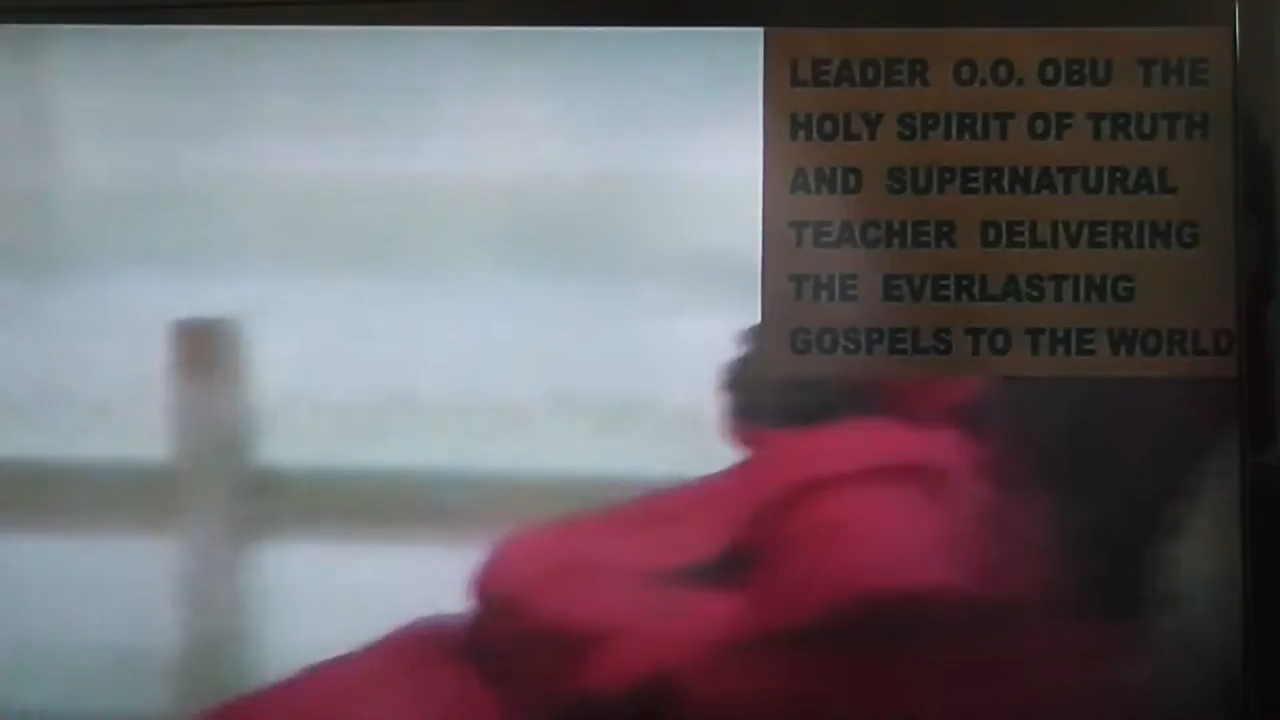 LEADER O.O. OBU THE
HOLY SPIRIT OF TRUTH
AND SUPERNATURAL
TEACHER DELIVERING
THE EVERLASTING
GOSPELS TO THE WORLD